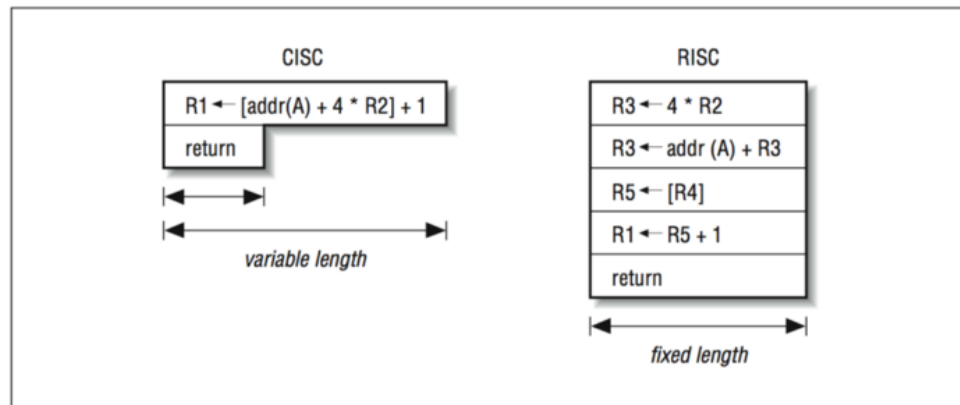 CISC
R1 ← [addr(A) + 4 * R2] + 1
return
variable length
RISC
R3 ← 4 * R2
R3 ← addr (A) + R3
R5 ← [R4]
R1 ← R5 + 1
return
fixed length